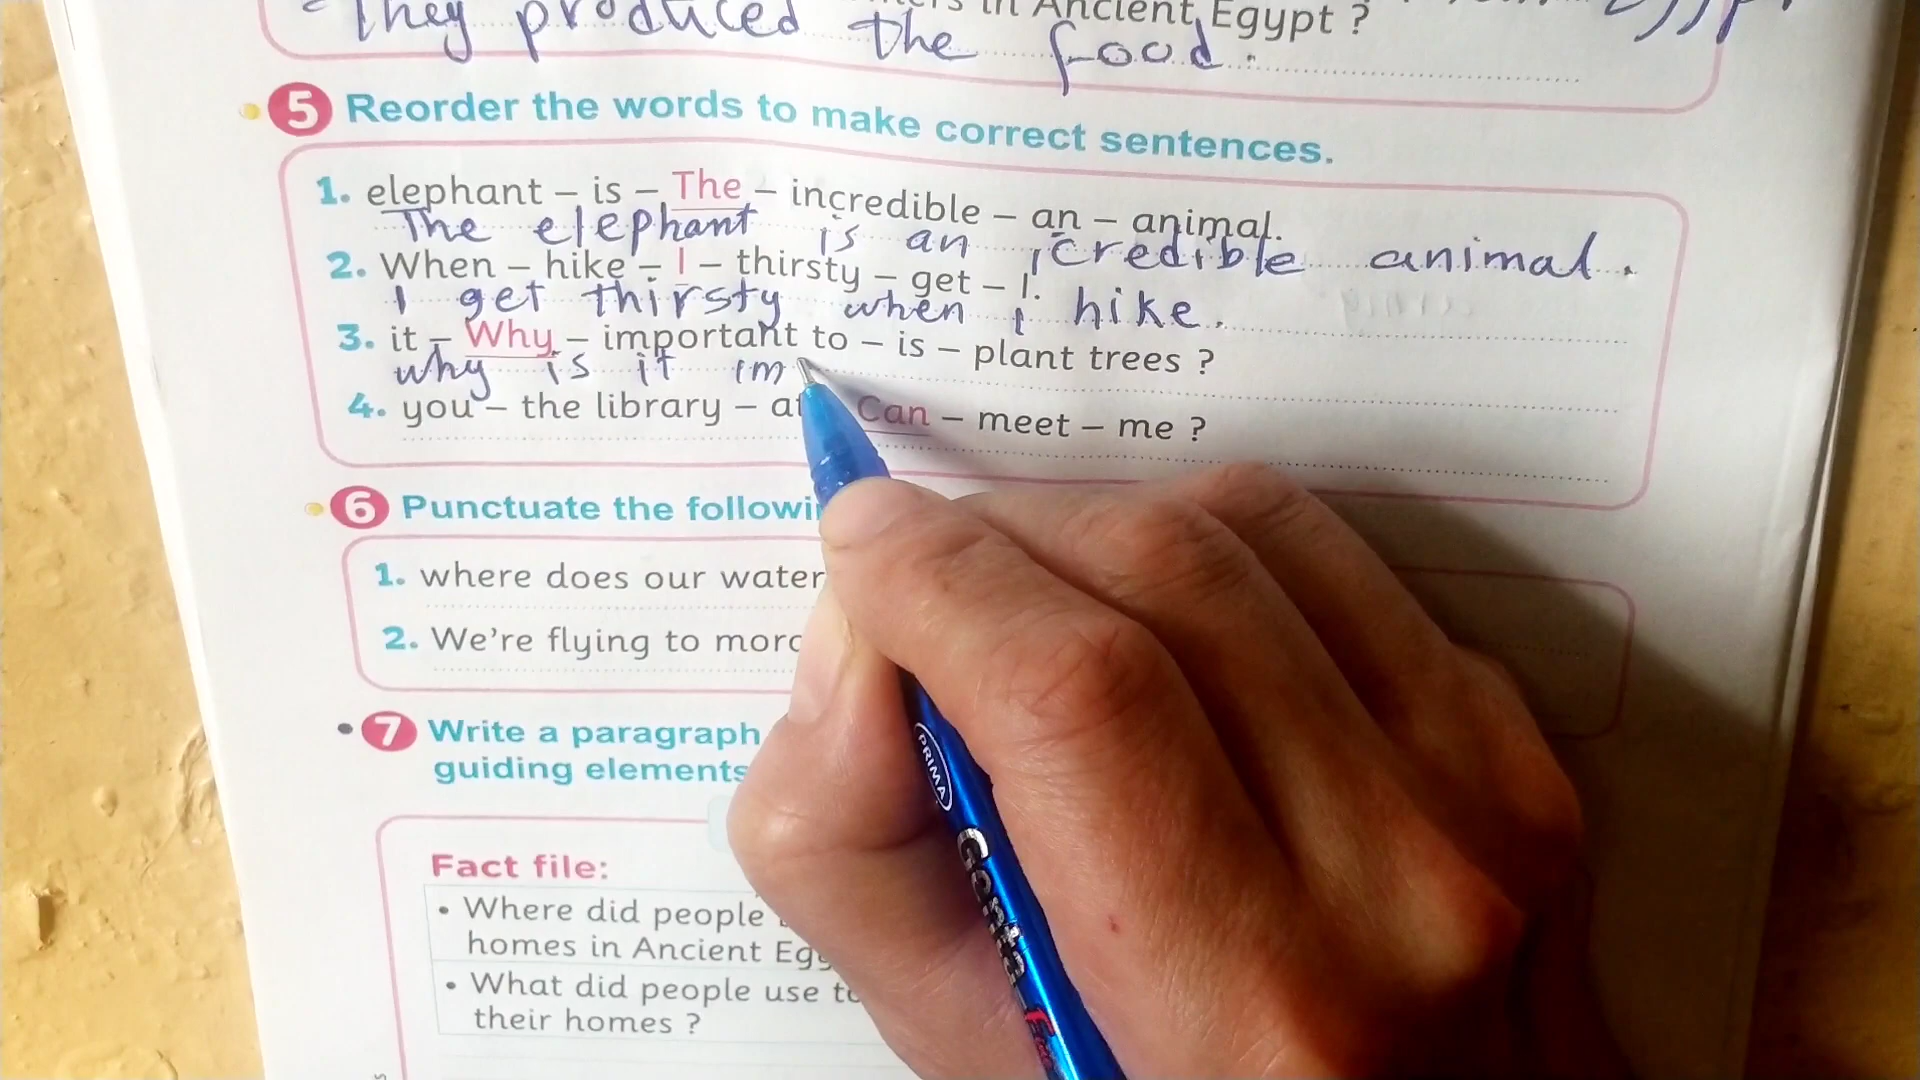 in Ancient Egypt ?
They produced the food.
5 Reorder the words to make correct sentences.
1. elephant – is – The – incredible – an – animal.
The elephant is an icredible animal.
2. When – hike – I – thirsty – get – I.
I get thirsty when i hike.
3. it – Why – important to – is – plant trees ?
why is it im
4. you – the library – at Can – meet – me ?
6 Punctuate the
1. where does our water
2. We're flying to
7 Write a paragraph
guiding elements
Fact file:
• Where did people
homes in Ancient
• What did people use
their homes ?
PRIMA